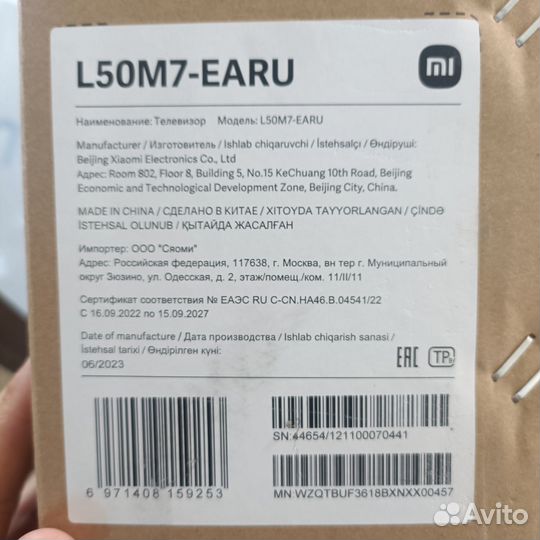 L50M7-EARU
mi
Наименование: Телевизор Модель: L50M7-EARU
Manufacturer / Изготовитель / Ishlab chiqaruvchi / İstehsalçı / Өндіруші:
Beijing Xiaomi Electronics Co., Ltd
Адрес: Room 802, Floor 8, Building 5, No.15 KeChuang 10th Road, Beijing
Economic and Technological Development Zone, Beijing City, China.
MADE IN CHINA / СДЕЛАНО В КИТАЕ / XITOYDA TAYYORLANGAN / ÇİNDƏ
İSTEHSAL OLUNUB / ҚЫТАЙДА ЖАСАЛҒАН
Импортер: ООО "Сяоми"
Адрес: Российская федерация, 117638, г. Москва, вн тер г. Муниципальный
округ Зюзино, ул. Одесская, д. 2, этаж/помещ./ком. 11/II/11
Сертификат соответствия № ЕАЭС RU C-CN.HA46.B.04541/22
С 16.09.2022 по 15.09.2027
Date of manufacture / Дата производства / Ishlab chiqarish sanasi /
İstehsal tarixi / Өндірілген күні:
06/2023
EAC TP
SN:44654/121100070441
6 971408 159253
MN:WZQTBUF3618BXNXX00457
Avito